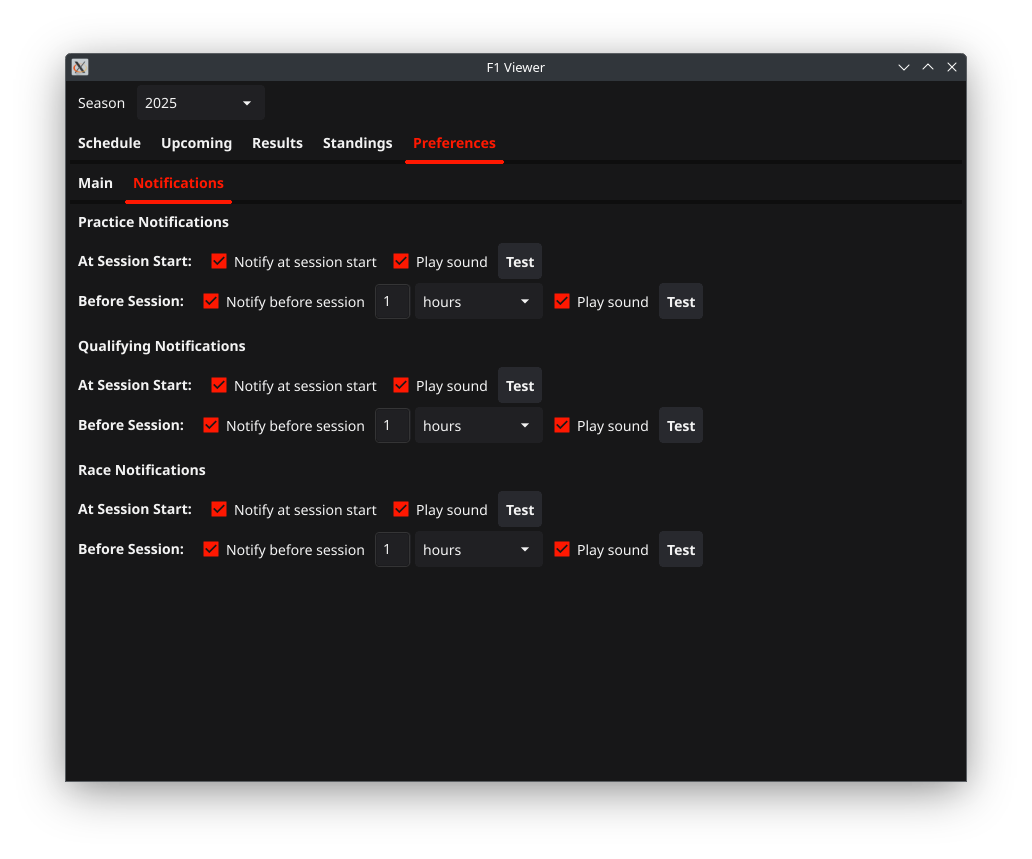 F1 Viewer
Season 2025
Schedule Upcoming Results Standings Preferences
Main Notifications
Practice Notifications
At Session Start: Notify at session start Play sound Test
Before Session: Notify before session 1 hours Play sound Test
Qualifying Notifications
At Session Start: Notify at session start Play sound Test
Before Session: Notify before session 1 hours Play sound Test
Race Notifications
At Session Start: Notify at session start Play sound Test
Before Session: Notify before session 1 hours Play sound Test